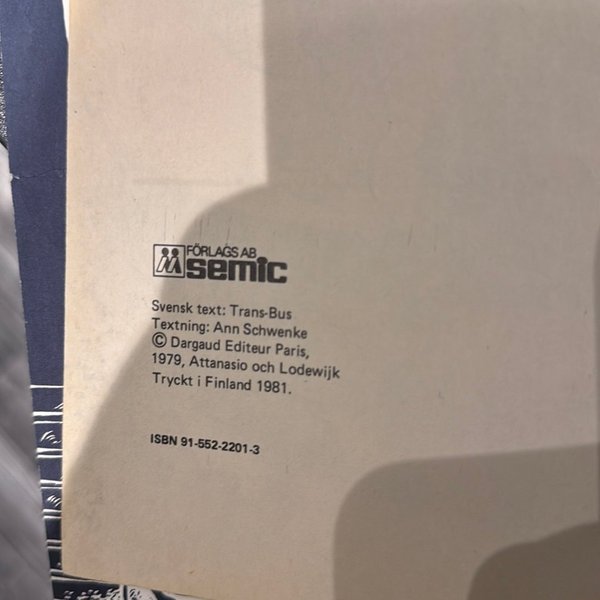 FÖRLAGS AB
semic
Svensk text: Trans-Bus
Textning: Ann Schwenke
© Dargaud Editeur Paris,
1979, Attanasio och Lodewijk
Tryckt i Finland 1981.
ISBN 91-552-2201-3